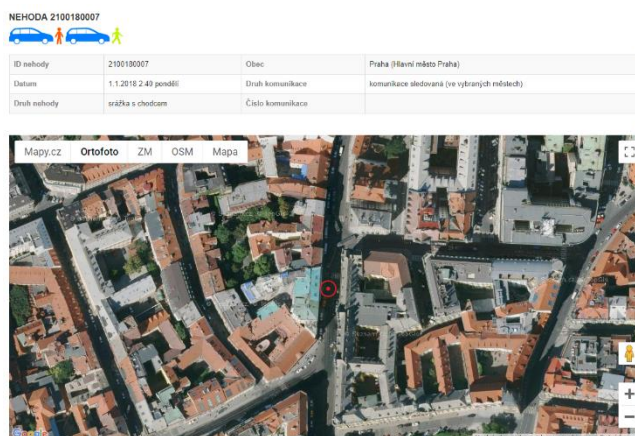 NEHODA 2100180007
ID nehody 2100180007 Obec Praha (Hlavní město Praha)
Datum 1.1.2018 2:49 pondělí Druh komunikace komunikace sledovaná (ve vybraných městech)
Druh nehody srážka s chodcem Číslo komunikace
Mapy.cz Ortofoto ZM OSM Mapa
Google